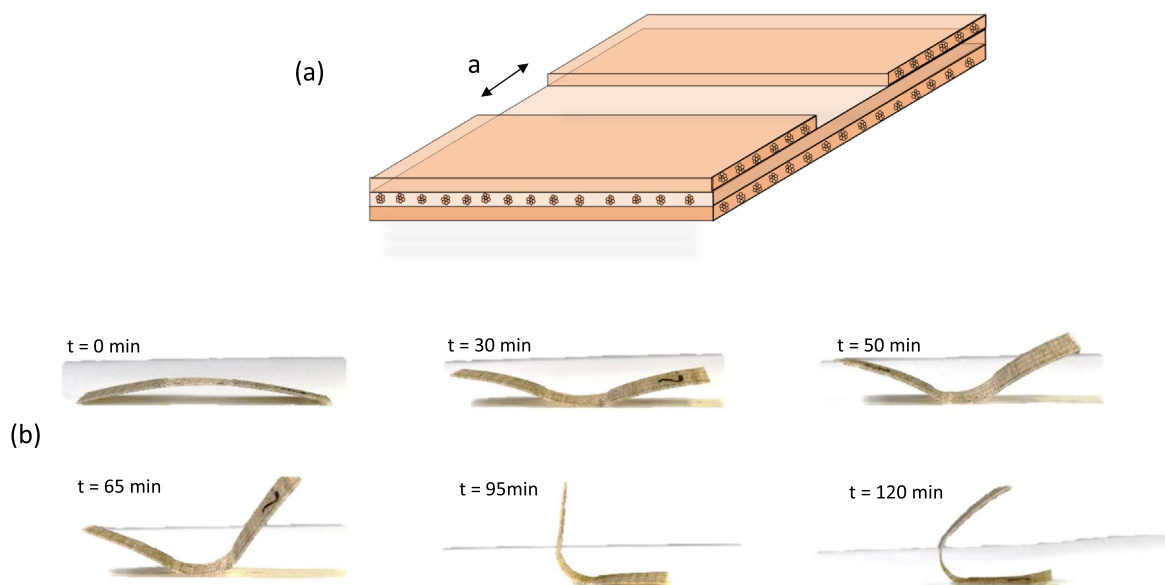 (a)
a
t = 0 min
t = 30 min
t = 50 min
(b)
t = 65 min
t = 95min
t = 120 min